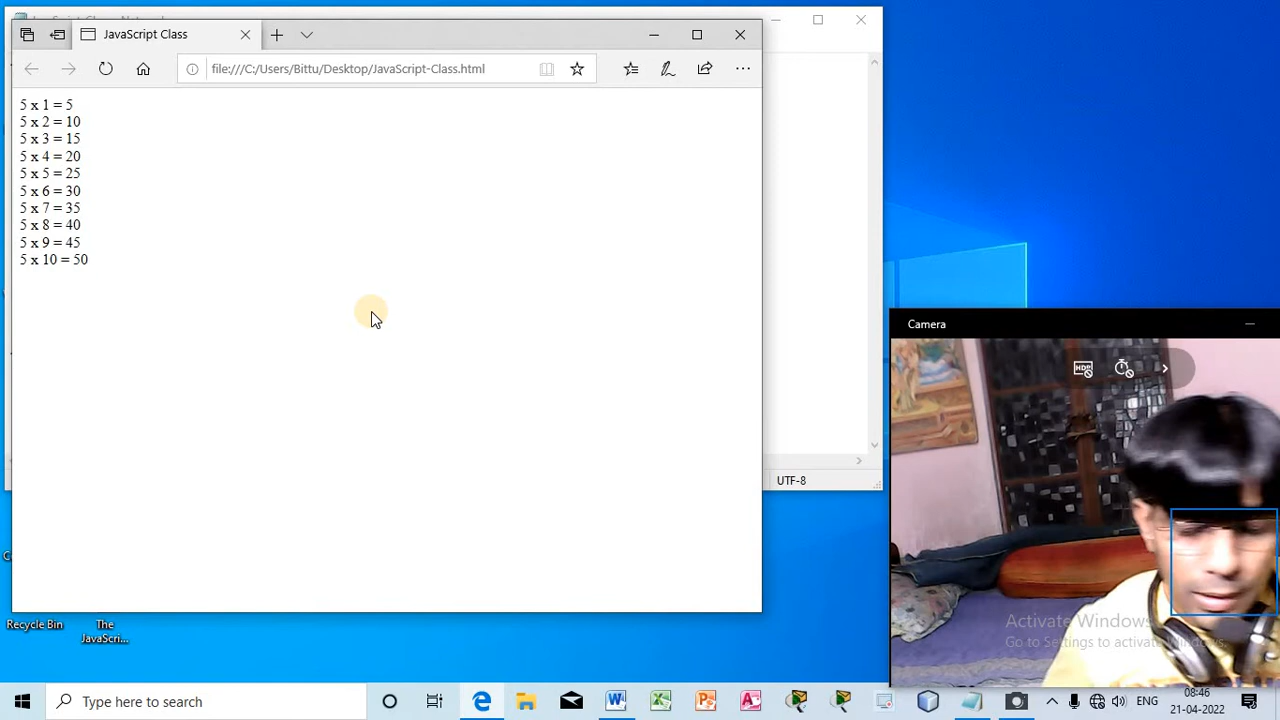 JavaScript Class
file:///C:/Users/Bittu/Desktop/JavaScript-Class.html
5 x 1 = 5
5 x 2 = 10
5 x 3 = 15
5 x 4 = 20
5 x 5 = 25
5 x 6 = 30
5 x 7 = 35
5 x 8 = 40
5 x 9 = 45
5 x 10 = 50
UTF-8
Camera
HDR
Activate Windows
Go to Settings to activate Windows.
Recycle Bin
The
JavaScri...
Type here to search
ENG
08:46
21-04-2022